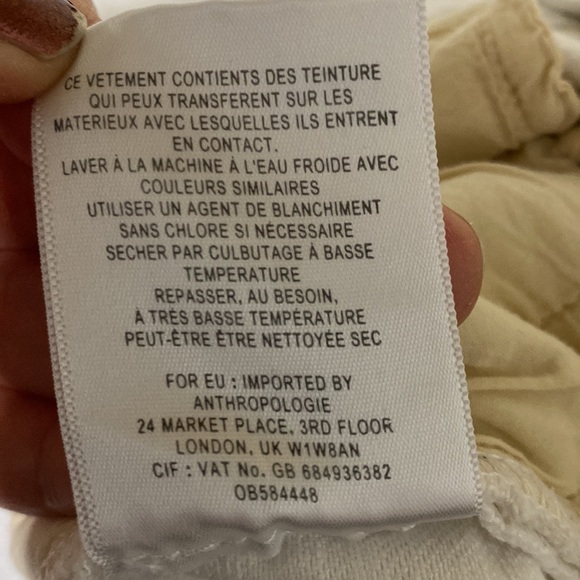 CE VETEMENT CONTIENTS DES TEINTURE
QUI PEUX TRANSFERENT SUR LES
MATERIEUX AVEC LESQUELLES ILS ENTRENT
EN CONTACT.
LAVER À LA MACHINE À L'EAU FROIDE AVEC
COULEURS SIMILAIRES
UTILISER UN AGENT DE BLANCHIMENT
SANS CHLORE SI NÉCESSAIRE
SECHER PAR CULBUTAGE À BASSE
TEMPERATURE
REPASSER, AU BESOIN,
À TRÈS BASSE TEMPÉRATURE
PEUT-ÊTRE ÊTRE NETTOYÉE SEC
FOR EU : IMPORTED BY
ANTHROPOLOGIE
24 MARKET PLACE, 3RD FLOOR
LONDON, UK W1W8AN
CIF : VAT No. GB 684936382
OB584448